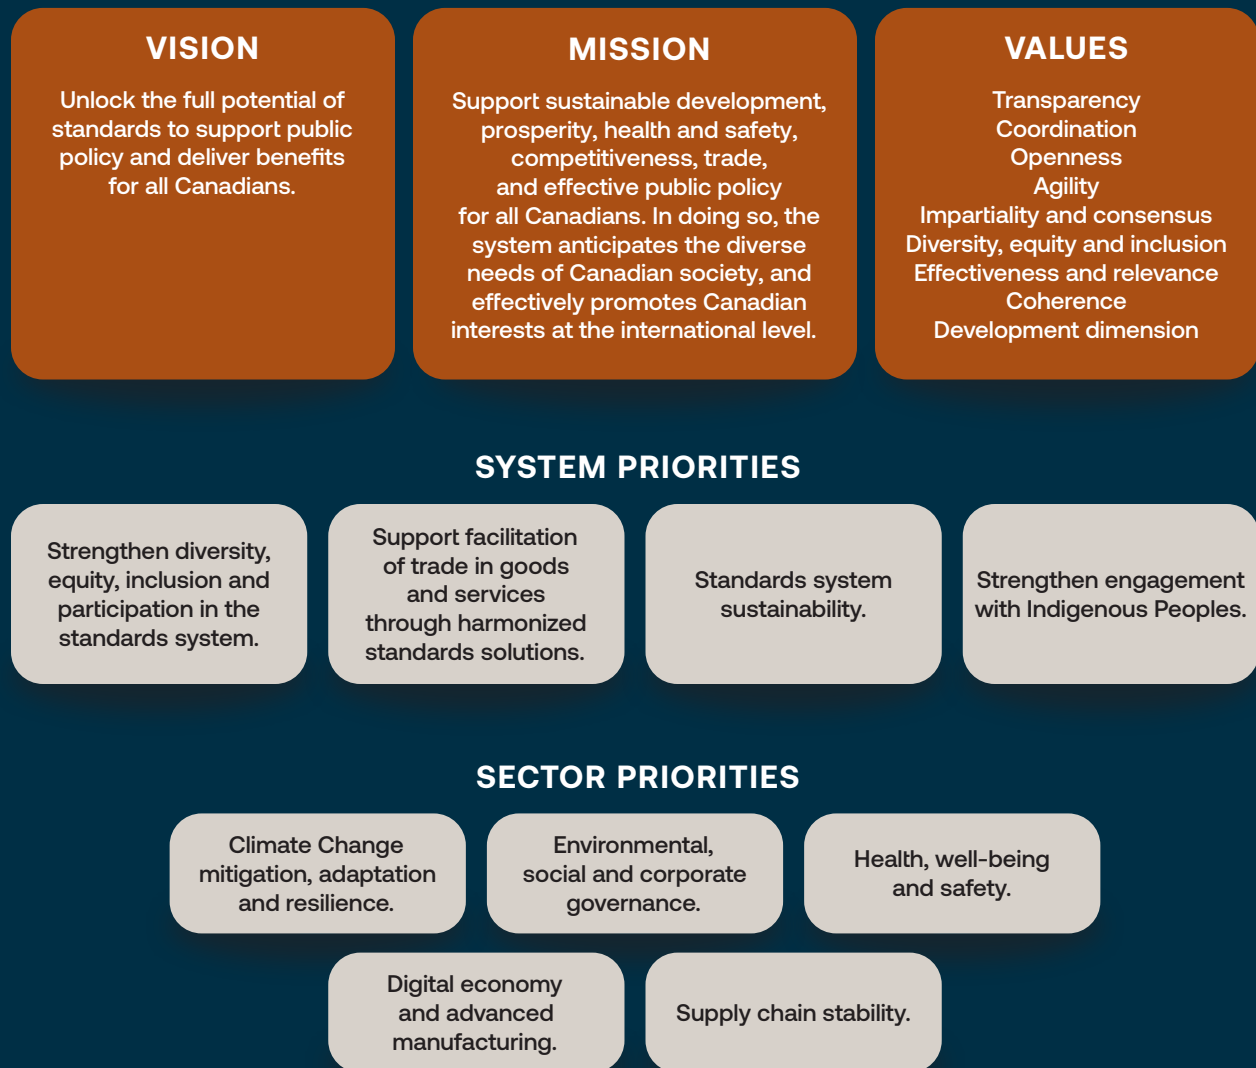 VISION
Unlock the full potential of
standards to support public
policy and deliver benefits
for all Canadians.
MISSION
Support sustainable development,
prosperity, health and safety,
competitiveness, trade,
and effective public policy
for all Canadians. In doing so, the
system anticipates the diverse
needs of Canadian society, and
effectively promotes Canadian
interests at the international level.
VALUES
Transparency
Coordination
Openness
Agility
Impartiality and consensus
Diversity, equity and inclusion
Effectiveness and relevance
Coherence
Development dimension
SYSTEM PRIORITIES
Strengthen diversity,
equity, inclusion and
participation in the
standards system.
Support facilitation
of trade in goods
and services
through harmonized
standards solutions.
Standards system
sustainability.
Strengthen engagement
with Indigenous Peoples.
SECTOR PRIORITIES
Climate Change
mitigation, adaptation
and resilience.
Environmental,
social and corporate
governance.
Health, well-being
and safety.
Digital economy
and advanced
manufacturing.
Supply chain stability.